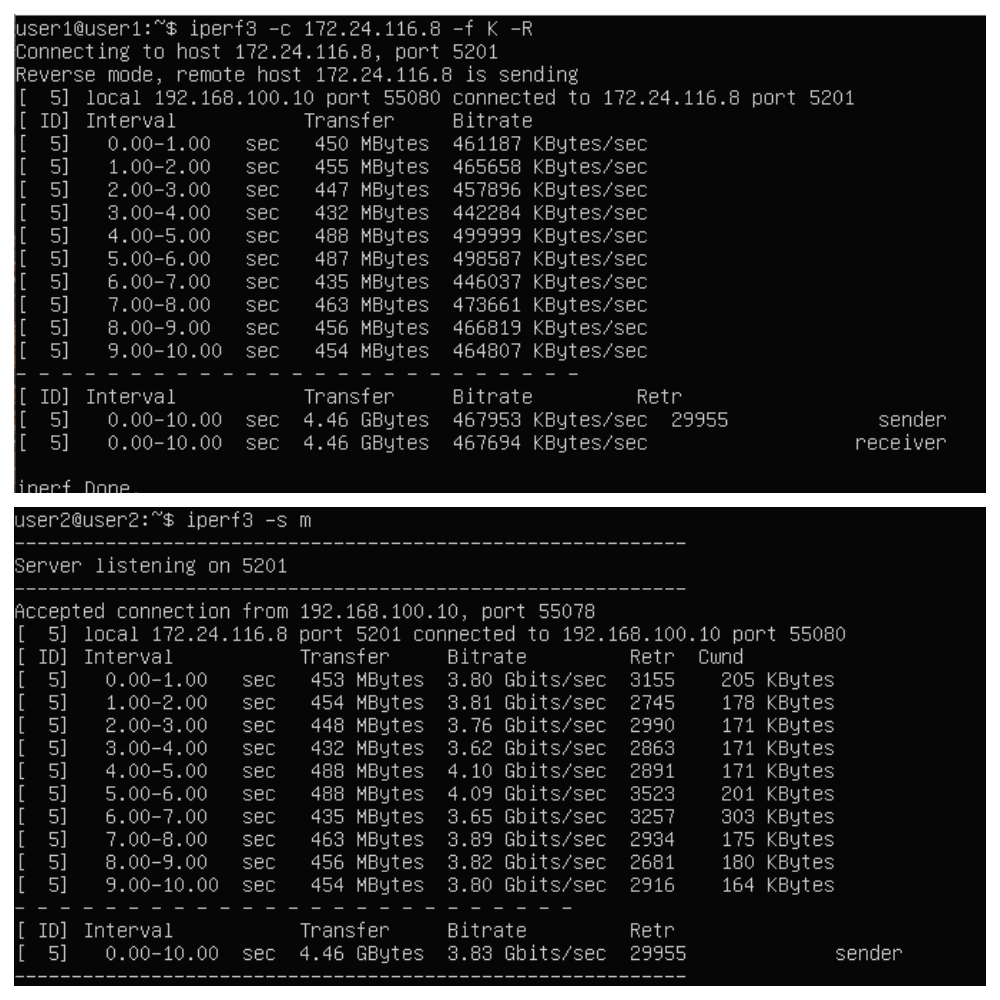 user1@user1:~$ iperf3 -c 172.24.116.8 -f K -R
Connecting to host 172.24.116.8, port 5201
Reverse mode, remote host 172.24.116.8 is sending
[  5] local 192.168.100.10 port 55080 connected to 172.24.116.8 port 5201
[ ID] Interval           Transfer     Bitrate
[  5]   0.00-1.00   sec   450 MBytes  461187 KBytes/sec
[  5]   1.00-2.00   sec   455 MBytes  465658 KBytes/sec
[  5]   2.00-3.00   sec   447 MBytes  457896 KBytes/sec
[  5]   3.00-4.00   sec   432 MBytes  442284 KBytes/sec
[  5]   4.00-5.00   sec   488 MBytes  499999 KBytes/sec
[  5]   5.00-6.00   sec   487 MBytes  498587 KBytes/sec
[  5]   6.00-7.00   sec   435 MBytes  446037 KBytes/sec
[  5]   7.00-8.00   sec   463 MBytes  473661 KBytes/sec
[  5]   8.00-9.00   sec   456 MBytes  466819 KBytes/sec
[  5]   9.00-10.00  sec   454 MBytes  464807 KBytes/sec
- - - - - - - - - - - - - - - - - - - - - - - - -
[ ID] Interval           Transfer     Bitrate         Retr
[  5]   0.00-10.00  sec  4.46 GBytes  467953 KBytes/sec  29955             sender
[  5]   0.00-10.00  sec  4.46 GBytes  467694 KBytes/sec                  receiver
iperf Done.
user2@user2:~$ iperf3 -s m
-----------------------------------------------------------
Server listening on 5201
-----------------------------------------------------------
Accepted connection from 192.168.100.10, port 55078
[  5] local 172.24.116.8 port 5201 connected to 192.168.100.10 port 55080
[ ID] Interval           Transfer     Bitrate         Retr  Cwnd
[  5]   0.00-1.00   sec   453 MBytes  3.80 Gbits/sec  3155    205 KBytes
[  5]   1.00-2.00   sec   454 MBytes  3.81 Gbits/sec  2745    178 KBytes
[  5]   2.00-3.00   sec   448 MBytes  3.76 Gbits/sec  2990    171 KBytes
[  5]   3.00-4.00   sec   432 MBytes  3.62 Gbits/sec  2863    171 KBytes
[  5]   4.00-5.00   sec   488 MBytes  4.10 Gbits/sec  2891    171 KBytes
[  5]   5.00-6.00   sec   488 MBytes  4.09 Gbits/sec  3523    201 KBytes
[  5]   6.00-7.00   sec   435 MBytes  3.65 Gbits/sec  3257    303 KBytes
[  5]   7.00-8.00   sec   463 MBytes  3.89 Gbits/sec  2934    175 KBytes
[  5]   8.00-9.00   sec   456 MBytes  3.82 Gbits/sec  2681    180 KBytes
[  5]   9.00-10.00  sec   454 MBytes  3.80 Gbits/sec  2916    164 KBytes
- - - - - - - - - - - - - - - - - - - - - - - - -
[ ID] Interval           Transfer     Bitrate         Retr
[  5]   0.00-10.00  sec  4.46 GBytes  3.83 Gbits/sec  29955             sender
-----------------------------------------------------------